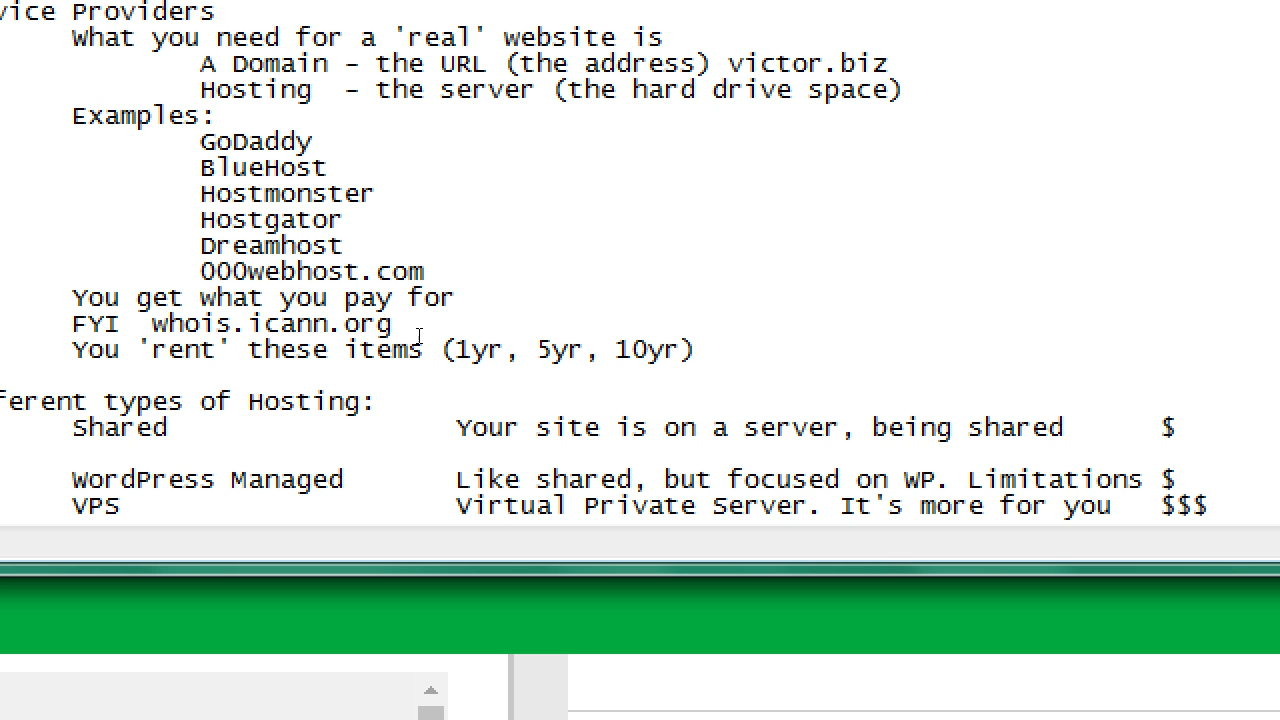 vice Providers
What you need for a 'real' website is
A Domain - the URL (the address) victor.biz
Hosting - the server (the hard drive space)
Examples:
GoDaddy
BlueHost
Hostmonster
Hostgator
Dreamhost
000webhost.com
You get what you pay for
FYI whois.icann.org
You 'rent' these items (1yr, 5yr, 10yr)
ferent types of Hosting:
Shared Your site is on a server, being shared $
WordPress Managed Like shared, but focused on WP. Limitations $
VPS Virtual Private Server. It's more for you $$$